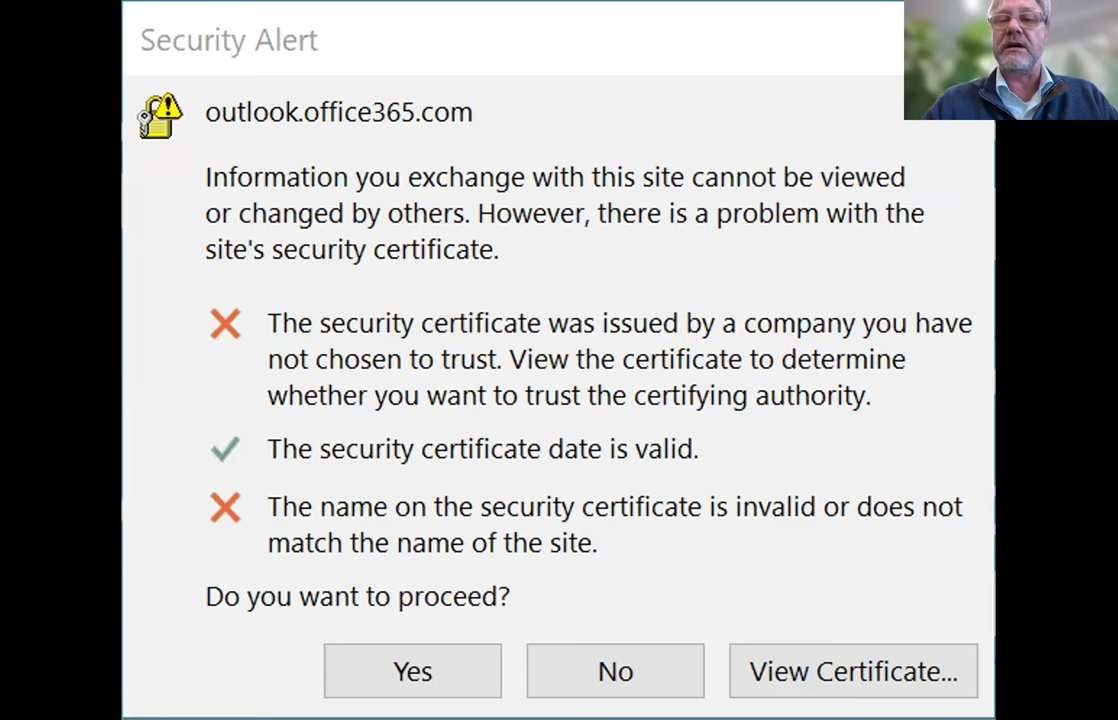 Security Alert
outlook.office365.com
Information you exchange with this site cannot be viewed
or changed by others. However, there is a problem with the
site's security certificate.
The security certificate was issued by a company you have
not chosen to trust. View the certificate to determine
whether you want to trust the certifying authority.
The security certificate date is valid.
The name on the security certificate is invalid or does not
match the name of the site.
Do you want to proceed?
Yes
No
View Certificate...